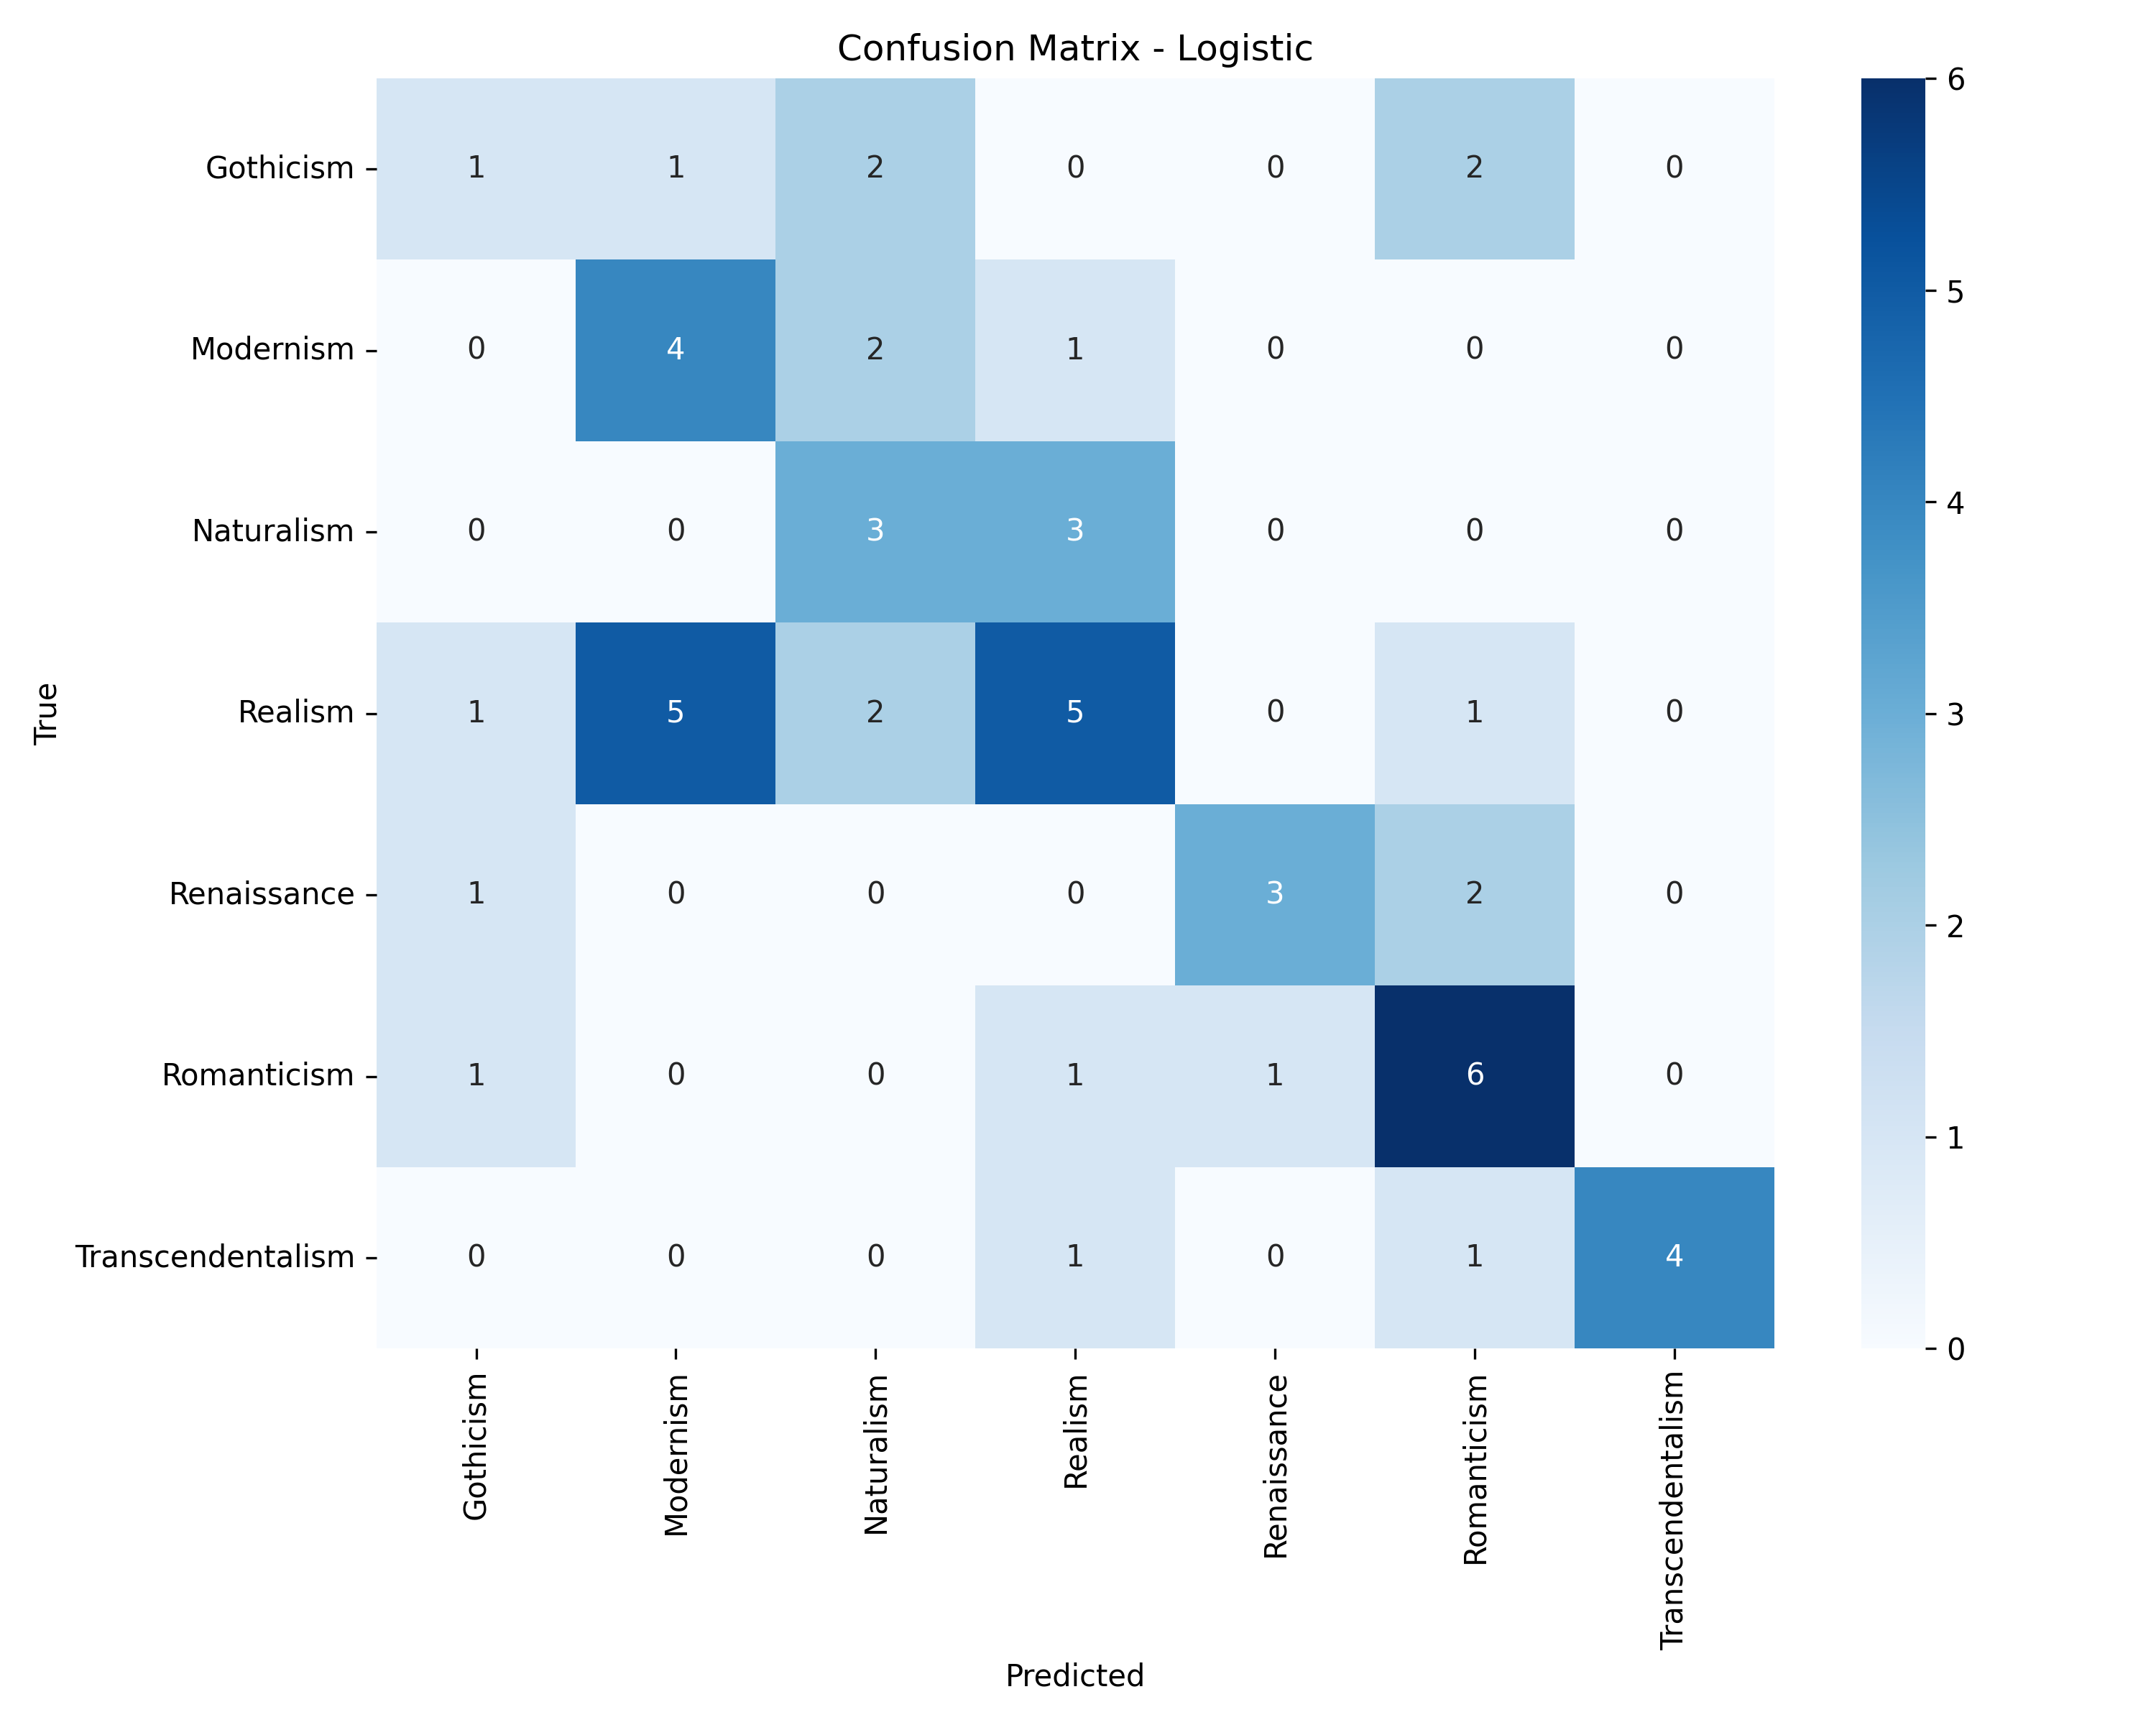 Confusion Matrix - Logistic
Gothicism 1 1 2 0 0 2 0
Modernism 0 4 2 1 0 0 0
Naturalism 0 0 3 3 0 0 0
Realism 1 5 2 5 0 1 0
Renaissance 1 0 0 0 3 2 0
Romanticism 1 0 0 1 1 6 0
Transcendentalism 0 0 0 1 0 1 4
True
Gothicism Modernism Naturalism Realism Renaissance Romanticism Transcendentalism
Predicted
6
5
4
3
2
1
0